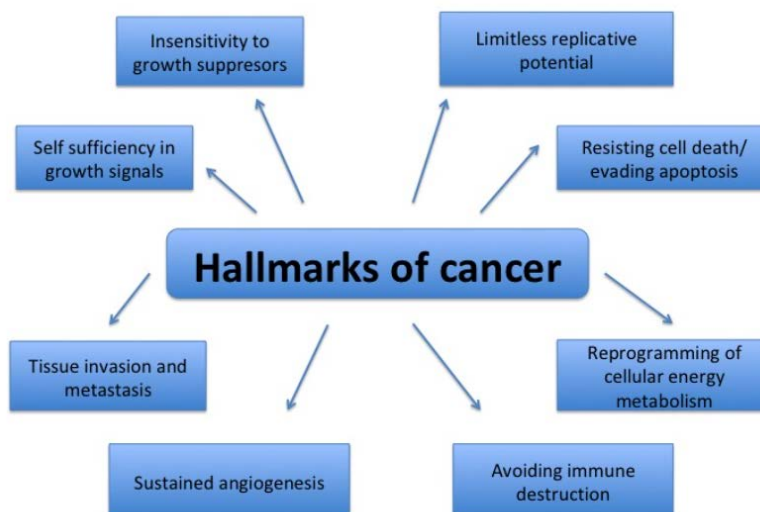 Insensitivity to
growth suppresors
Limitless replicative
potential
Self sufficiency in
growth signals
Resisting cell death/
evading apoptosis
Hallmarks of cancer
Tissue invasion and
metastasis
Reprogramming of
cellular energy
metabolism
Sustained angiogenesis
Avoiding immune
destruction